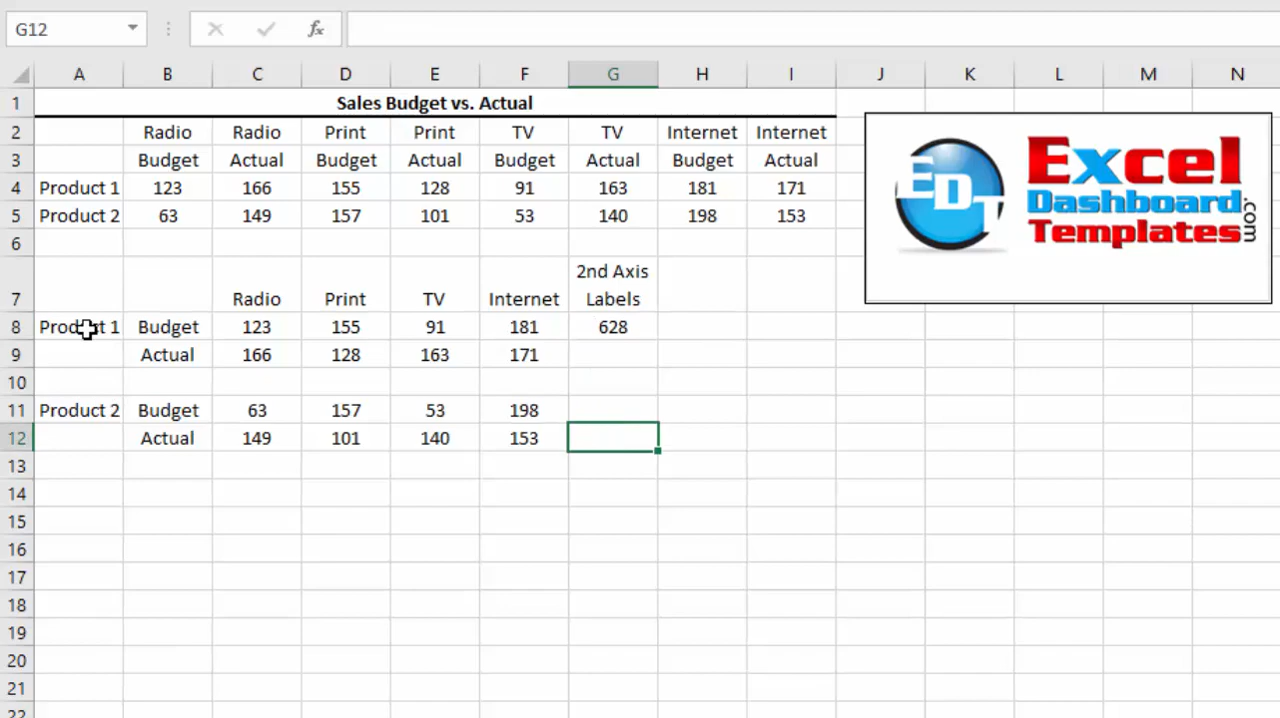 G12 fx
A B C D E F G H I J K L M N
1 Sales Budget vs. Actual
2 Radio Radio Print Print TV TV Internet Internet
3 Budget Actual Budget Actual Budget Actual Budget Actual
4 Product 1 123 166 155 128 91 163 181 171
5 Product 2 63 149 157 101 53 140 198 153
EDT
Excel
Dashboard
Templates
.com
6
2nd Axis
7 Radio Print TV Internet Labels
8 Product 1 Budget 123 155 91 181 628
9 Actual 166 128 163 171
10
11 Product 2 Budget 63 157 53 198
12 Actual 149 101 140 153
13
14
15
16
17
18
19
20
21
22